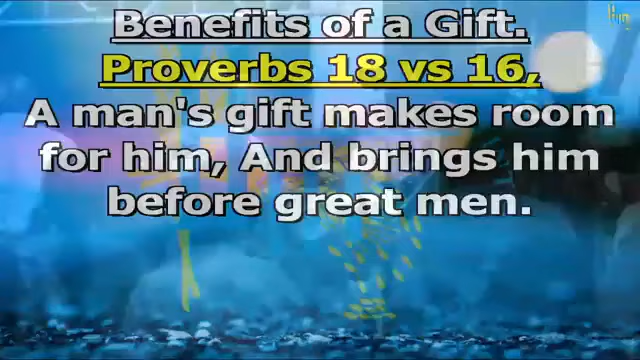 Benefits of a Gift.
Proverbs 18 vs 16,
A man's gift makes room
for him, And brings him
before great men.